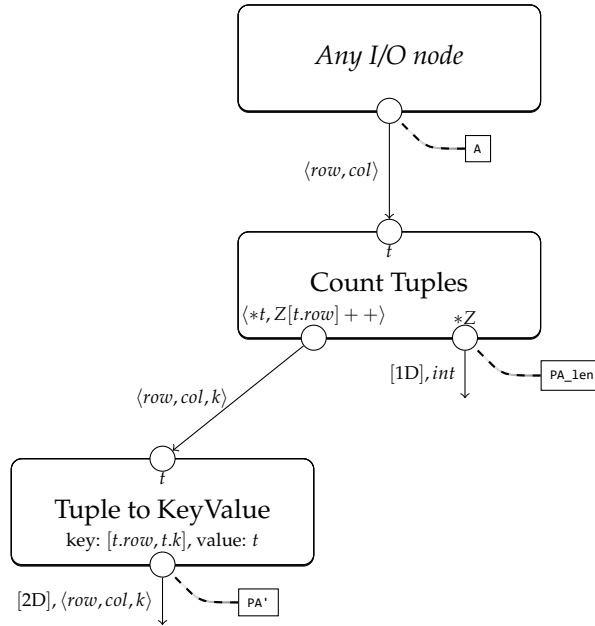 Any I/O node
A
⟨row, col⟩
t
Count Tuples
⟨∗t, Z[t.row] + +⟩
∗Z
[1D], int
PA_len
⟨row, col, k⟩
t
Tuple to KeyValue
key: [t.row, t.k], value: t
[2D], ⟨row, col, k⟩
PA'